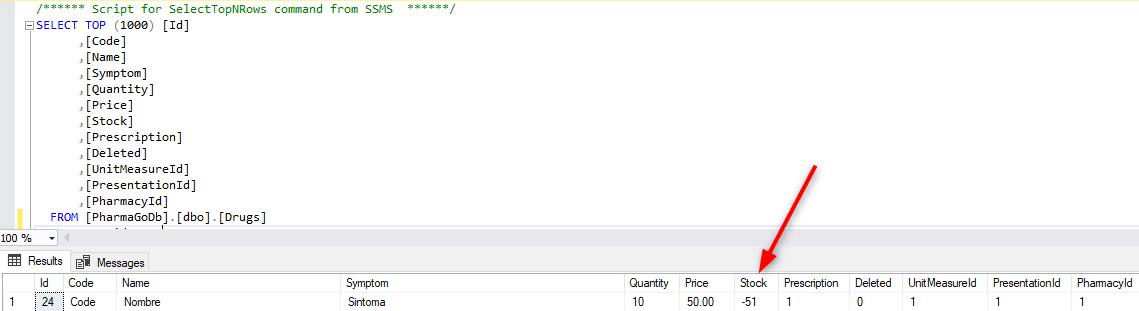 /****** Script for SelectTopNRows command from SSMS  ******/
SELECT TOP (1000) [Id]
,[Code]
,[Name]
,[Symptom]
,[Quantity]
,[Price]
,[Stock]
,[Prescription]
,[Deleted]
,[UnitMeasureId]
,[PresentationId]
,[PharmacyId]
FROM [PharmaGoDb].[dbo].[Drugs]
100 %
Results Messages
Id Code Name Symptom Quantity Price Stock Prescription Deleted UnitMeasureId PresentationId PharmacyId
1 24 Code Nombre Sintoma 10 50.00 -51 1 0 1 1 1